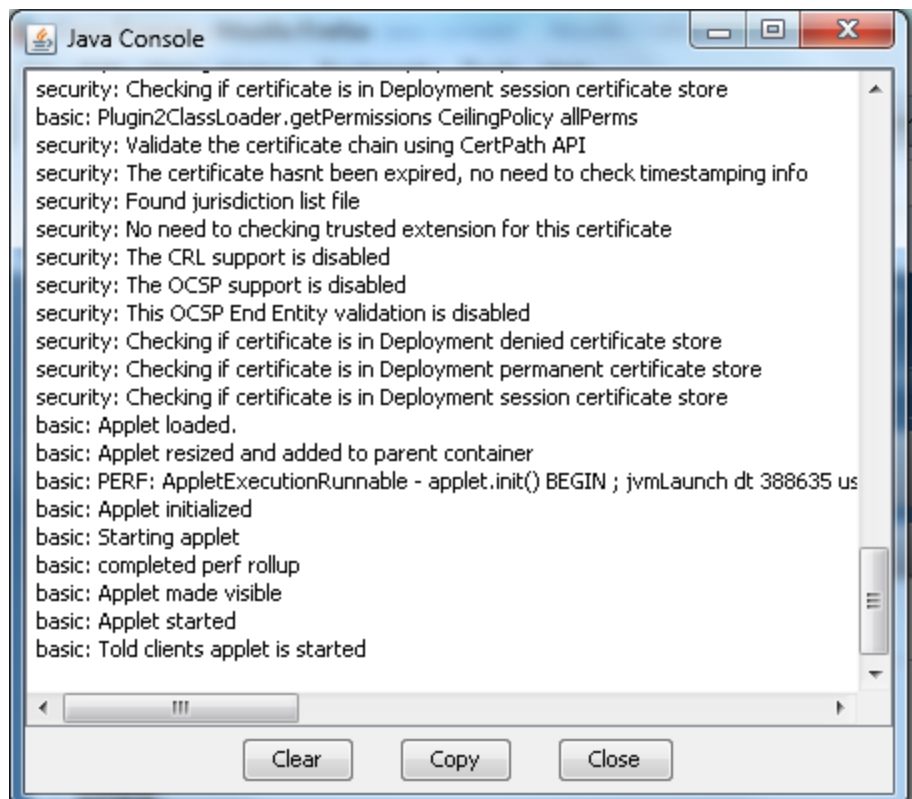 Java Console
security: Checking if certificate is in Deployment session certificate store
basic: Plugin2ClassLoader.getPermissions CeilingPolicy allPerms
security: Validate the certificate chain using CertPath API
security: The certificate hasnt been expired, no need to check timestamping info
security: Found jurisdiction list file
security: No need to checking trusted extension for this certificate
security: The CRL support is disabled
security: The OCSP support is disabled
security: This OCSP End Entity validation is disabled
security: Checking if certificate is in Deployment denied certificate store
security: Checking if certificate is in Deployment permanent certificate store
security: Checking if certificate is in Deployment session certificate store
basic: Applet loaded.
basic: Applet resized and added to parent container
basic: PERF: AppletExecutionRunnable - applet.init() BEGIN ; jvmLaunch dt 388635 us
basic: Applet initialized
basic: Starting applet
basic: completed perf rollup
basic: Applet made visible
basic: Applet started
basic: Told clients applet is started
Clear Copy Close